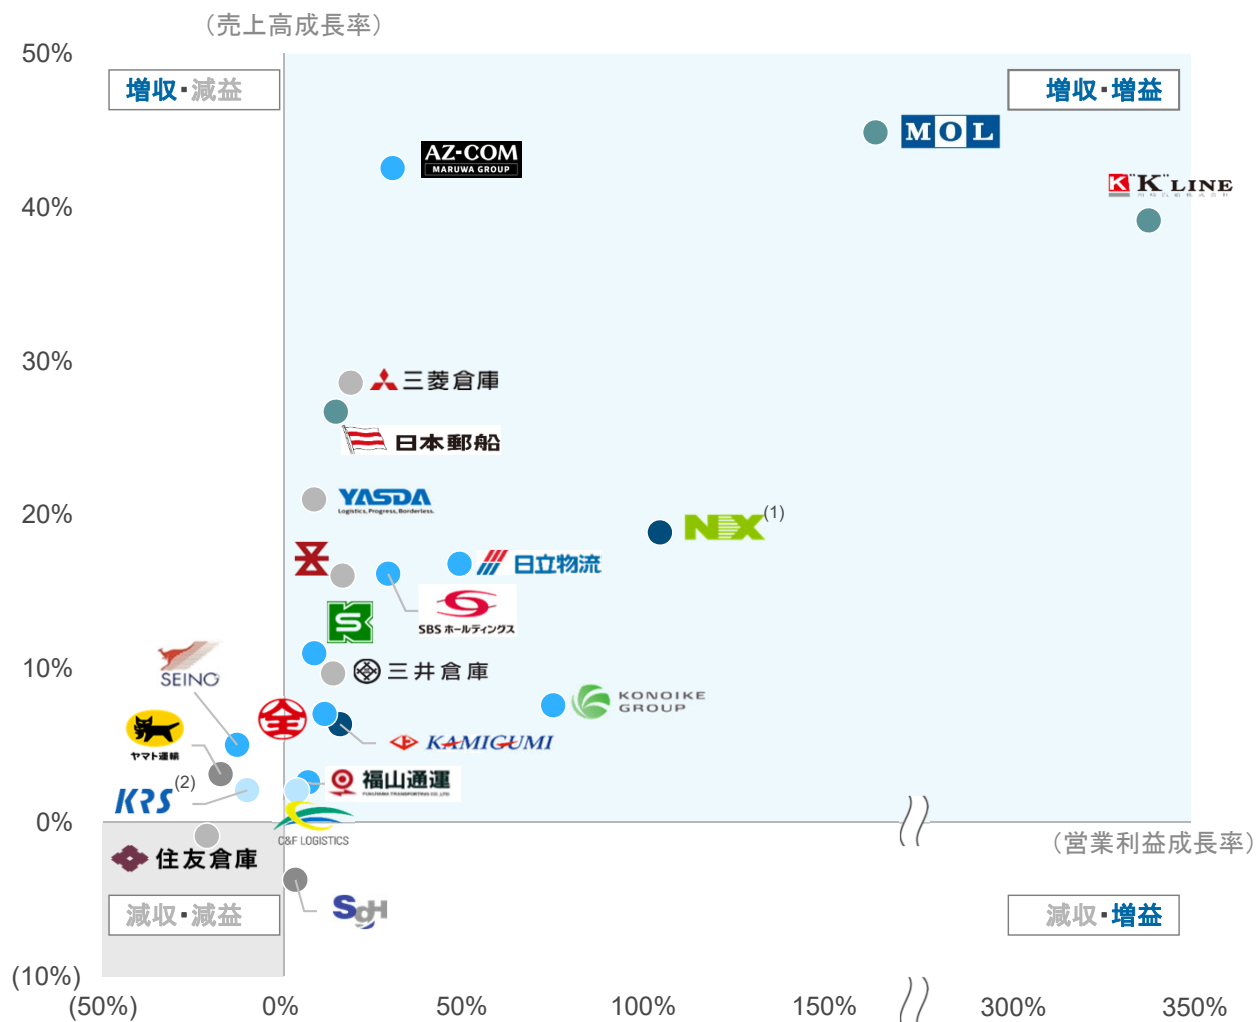 （売上高成長率）
50%
増収・減益
増収・増益
MOL
AZ-COM
MARUWA GROUP
"K" LINE
40%
30%
三菱倉庫
日本郵船
YASDA
Logistics, Progress, Borderless.
20%
NX(1)
日立物流
SBS ホールディングス
S
10%
三井倉庫
SEINO
KONOIKE
GROUP
全
KAMIGUMI
ヤマト運輸
福山通運
KRS(2)
0%
C&F LOGISTICS
（営業利益成長率）
住友倉庫
SGH
減収・減益
減収・増益
(10%)
(50%) 0% 50% 100% 150% 300% 350%